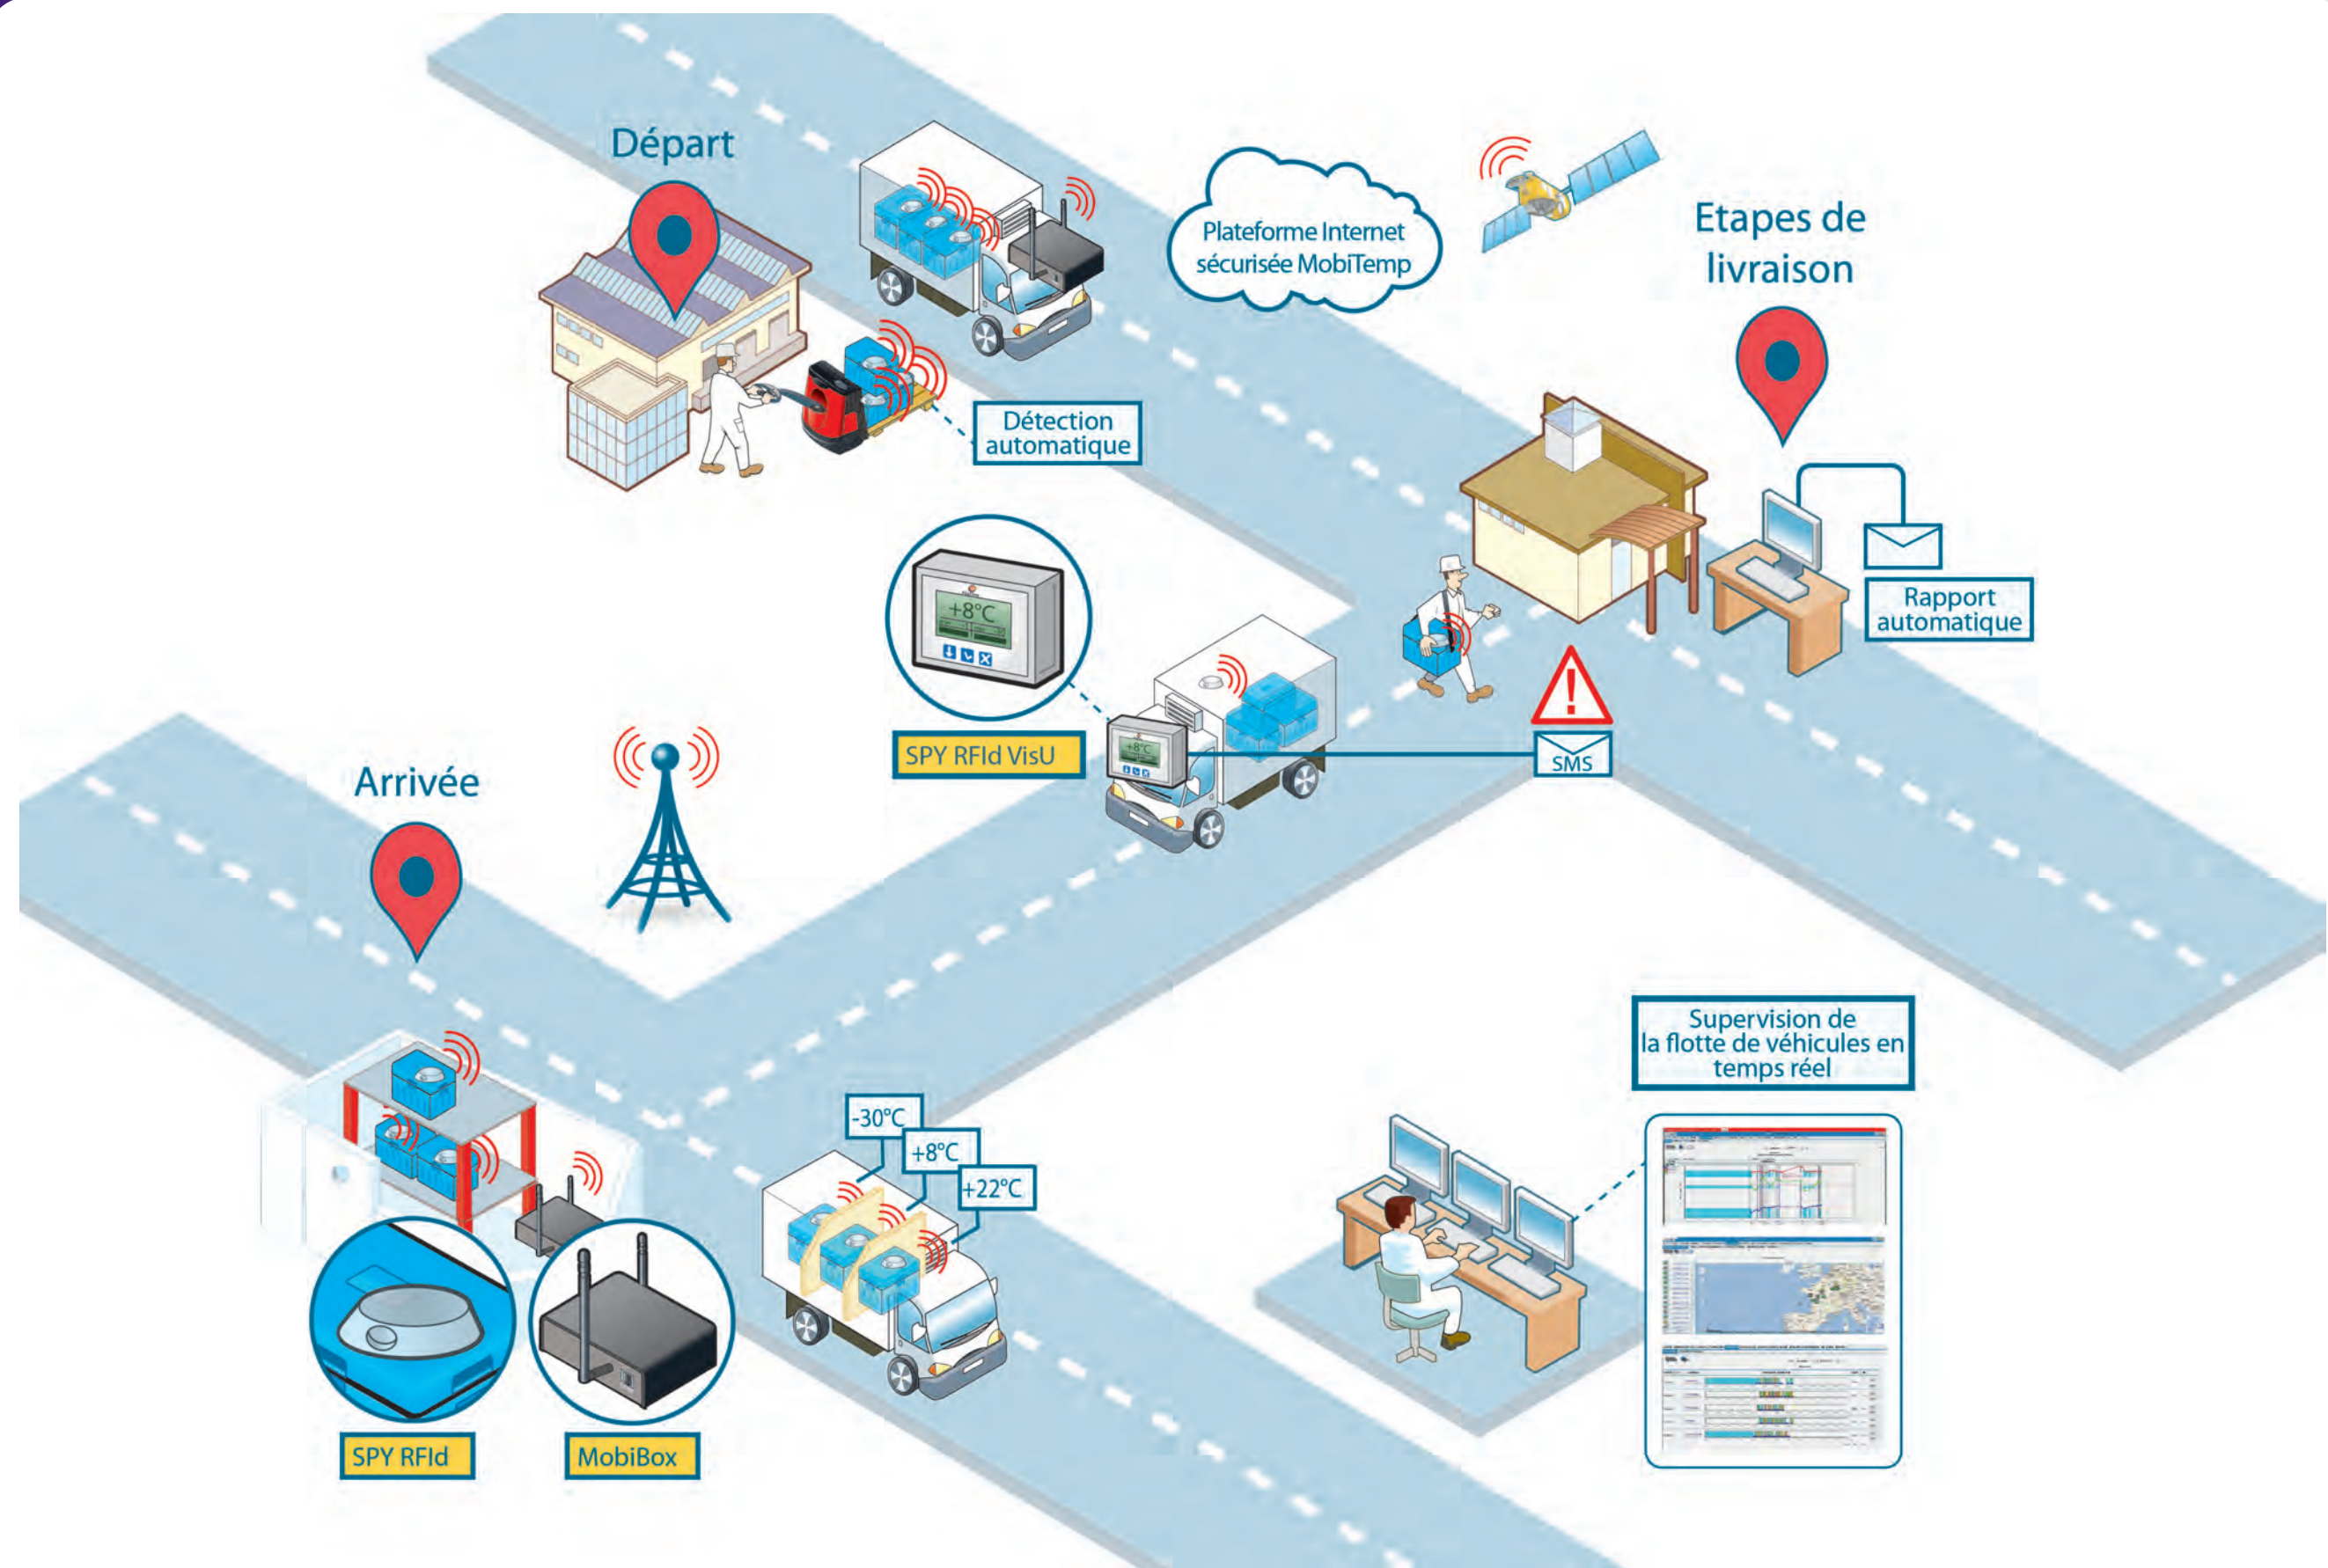 Départ
Plateforme Internet
sécurisée MobiTemp
Etapes de
livraison
Détection
automatique
+8°C
SPY RFId VisU
+8°C
Rapport
automatique
SMS
Arrivée
-30°C
+8°C
+22°C
SPY RFId
MobiBox
Supervision de
la flotte de véhicules en
temps réel